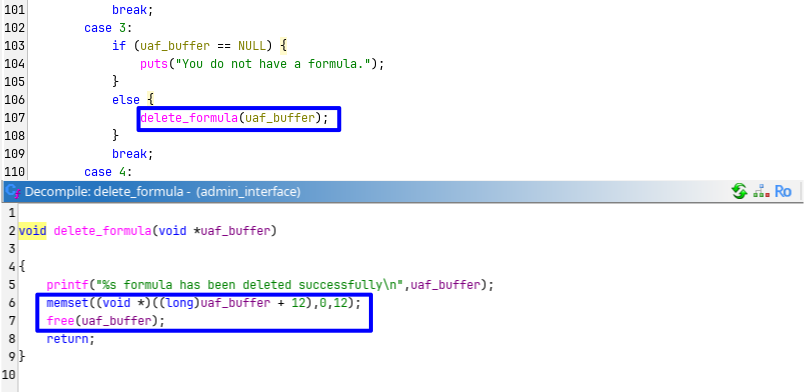 101 break;
102 case 3:
103 if (uaf_buffer == NULL) {
104 puts("You do not have a formula.");
105 }
106 else {
107 delete_formula(uaf_buffer);
108 }
109 break;
110 case 4:
Decompile: delete_formula - (admin_interface)
Ro
1
2 void delete_formula(void *uaf_buffer)
3
4 {
5 printf("%s formula has been deleted successfully\n",uaf_buffer);
6 memset((void *)((long)uaf_buffer + 12),0,12);
7 free(uaf_buffer);
8 return;
9 }
10